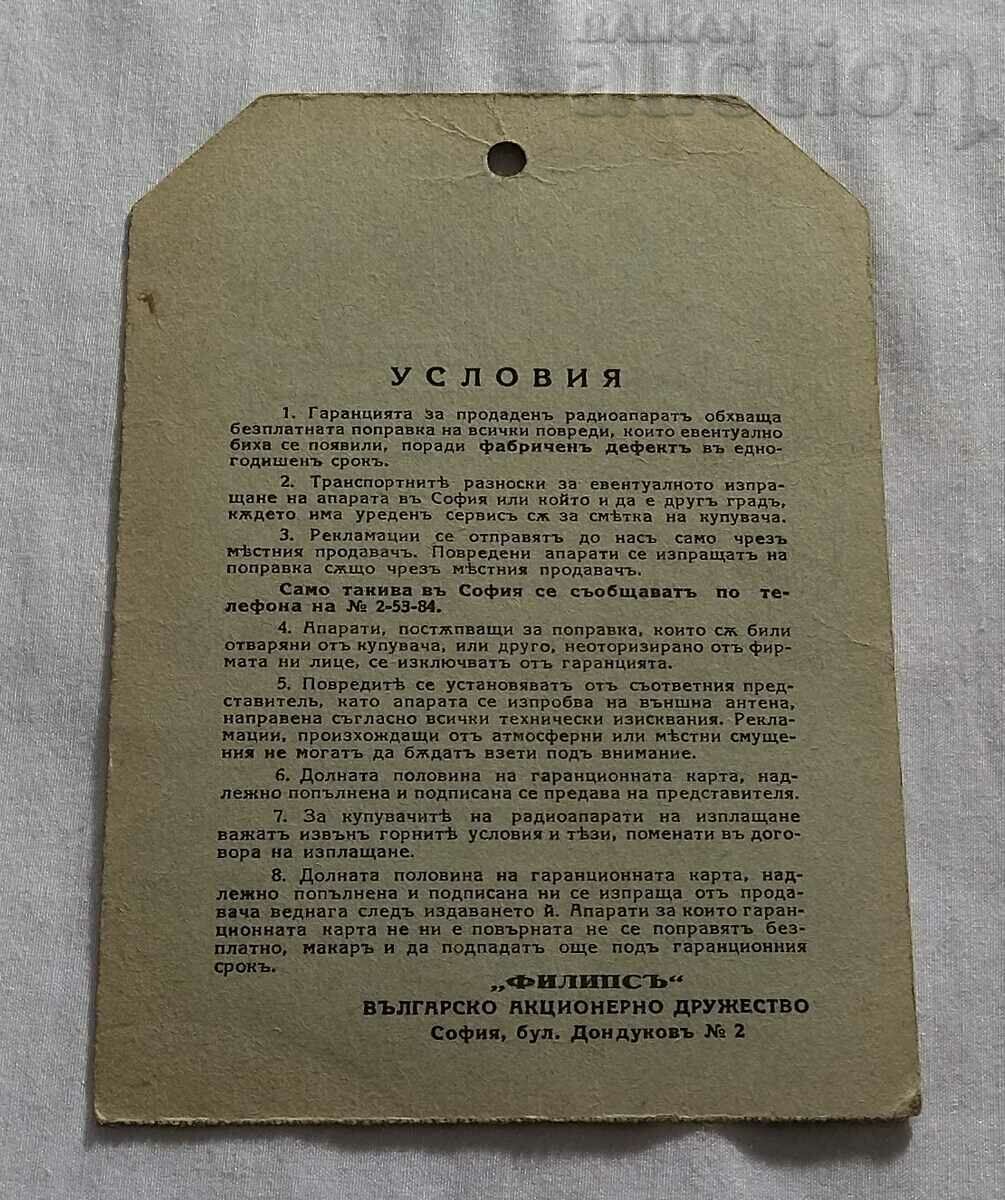 BALKAN
auction
УСЛОВИЯ
1. Гаранцията за продаденъ радиоапаратъ обхваща
безплатната поправка на всички повреди, които евентуално
биха се появили, поради фабриченъ дефектъ въ едно-
годишенъ срокъ.
2. Транспортнитѣ разноски за евентуалното изпра-
щане на апарата въ София или който и да е другъ градъ,
кѫдето има уреденъ сервисъ сѫ за смѣтка на купувача.
3. Рекламации се отправятъ до насъ само чрезъ
мѣстния продавачъ. Повредени апарати се изпращатъ на
поправка сѫщо чрезъ мѣстния продавачъ.
Само такива въ София се съобщаватъ по те-
лефона на № 2-53-84.
4. Апарати, постѫпващи за поправка, които сѫ били
отваряни отъ купувача, или друго, неоторизирано отъ фир-
мата ни лице, се изключватъ отъ гаранцията.
5. Повредитѣ се установяватъ отъ съответния пред-
ставитель, като апарата се изпробва на външна антена,
направена съгласно всички технически изисквания. Рекла-
мации, произхождащи отъ атмосферни или мѣстни смуще-
ния не могатъ да бѫдатъ взети подъ внимание.
6. Долната половина на гаранционната карта, над-
лежно попълнена и подписана се предава на представителя.
7. За купувачитѣ на радиоапарати на изплащане
важатъ извънъ горнитѣ условия и тѣзи, поменати въ дого-
вора на изплащане.
8. Долната половина на гаранционната карта, над-
лежно попълнена и подписана ни се изпраща отъ прода-
вача веднага следъ издаването ѝ. Апарати за които гаран-
ционната карта не ни е повърната не се поправятъ без-
платно, макаръ и да подпадатъ още подъ гаранционния
срокъ.
„ФИЛИПСЪ“
БЪЛГАРСКО АКЦИОНЕРНО ДРУЖЕСТВО
София, бул. Дондуковъ № 2